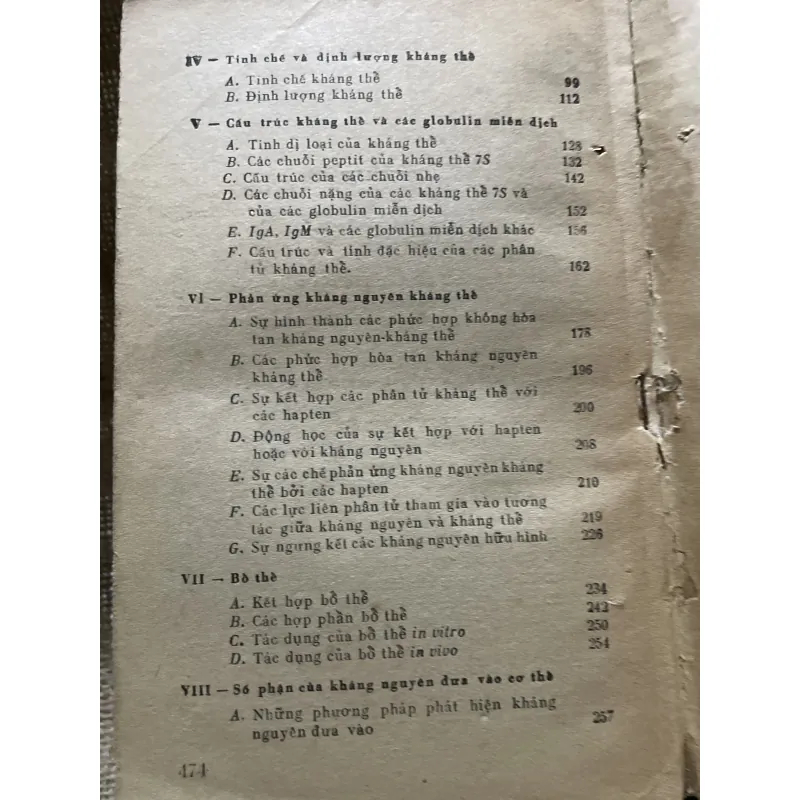 IV — Tinh chế và định lượng kháng thể
A. Tinh chế kháng thể 99
B. Định lượng kháng thể 112
V — Cấu trúc kháng thể và các globulin miễn dịch
A. Tính dị loại của kháng thể 128
B. Các chuỗi peptit của kháng thể 7S 132
C. Cấu trúc của các chuỗi nhẹ 142
D. Các chuỗi nặng của các kháng thể 7S và
của các globulin miễn dịch 152
E. IgA, IgM và các globulin miễn dịch khác 156
F. Cấu trúc và tính đặc hiệu của các phân
tử kháng thể. 162
VI — Phản ứng kháng nguyên kháng thể
A. Sự hình thành các phức hợp không hòa
tan kháng nguyên-kháng thể 178
B. Các phức hợp hòa tan kháng nguyên
kháng thể 196
C. Sự kết hợp các phân tử kháng thể với
các hapten 200
D. Động học của sự kết hợp với hapten
hoặc với kháng nguyên 208
E. Sự các chế phản ứng kháng nguyên kháng
thể bởi các hapten 210
F. Các lực liên phân tử tham gia vào tương
tác giữa kháng nguyên và kháng thể 219
G. Sự ngưng kết các kháng nguyên hữu hình 226
VII — Bổ thể
A. Kết hợp bổ thể 234
B. Các hợp phần bổ thể 242
C. Tác dụng của bổ thể in vitro 250
D. Tác dụng của bổ thể in vivo 254
VIII — Số phận của kháng nguyên đưa vào cơ thể
A. Những phương pháp phát hiện kháng
nguyên đưa vào 257
474